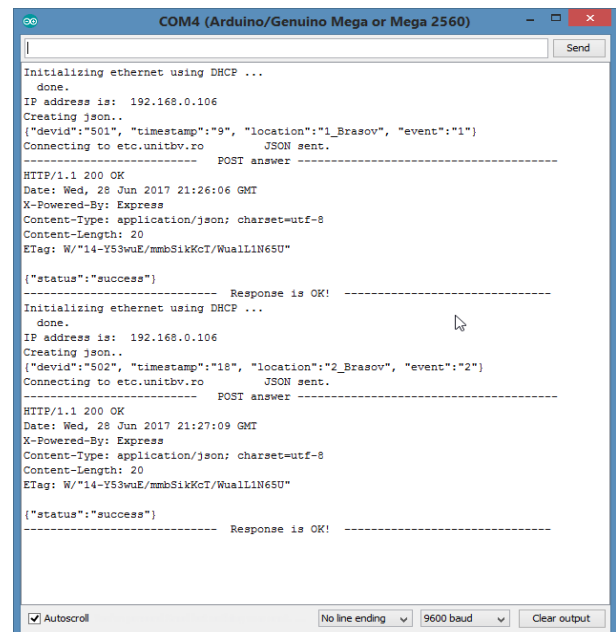 COM4 (Arduino/Genuino Mega or Mega 2560)
Send
Initializing ethernet using DHCP ...
  done.
IP address is:  192.168.0.106
Creating json..
{"devid":"501", "timestamp":"9", "location":"1_Brasov", "event":"1"}
Connecting to etc.unitbv.ro        JSON sent.
------------------------- POST answer --------------------------------------
HTTP/1.1 200 OK
Date: Wed, 28 Jun 2017 21:26:06 GMT
X-Powered-By: Express
Content-Type: application/json; charset=utf-8
Content-Length: 20
ETag: W/"14-Y53wuE/mmbSikKcT/WualL1N65U"

{"status":"success"}
---------------------------- Response is OK!  ------------------------------
Initializing ethernet using DHCP ...
  done.
IP address is:  192.168.0.106
Creating json..
{"devid":"502", "timestamp":"18", "location":"2_Brasov", "event":"2"}
Connecting to etc.unitbv.ro        JSON sent.
------------------------- POST answer --------------------------------------
HTTP/1.1 200 OK
Date: Wed, 28 Jun 2017 21:27:09 GMT
X-Powered-By: Express
Content-Type: application/json; charset=utf-8
Content-Length: 20
ETag: W/"14-Y53wuE/mmbSikKcT/WualL1N65U"

{"status":"success"}
---------------------------- Response is OK!  ------------------------------
Autoscroll
No line ending
9600 baud
Clear output